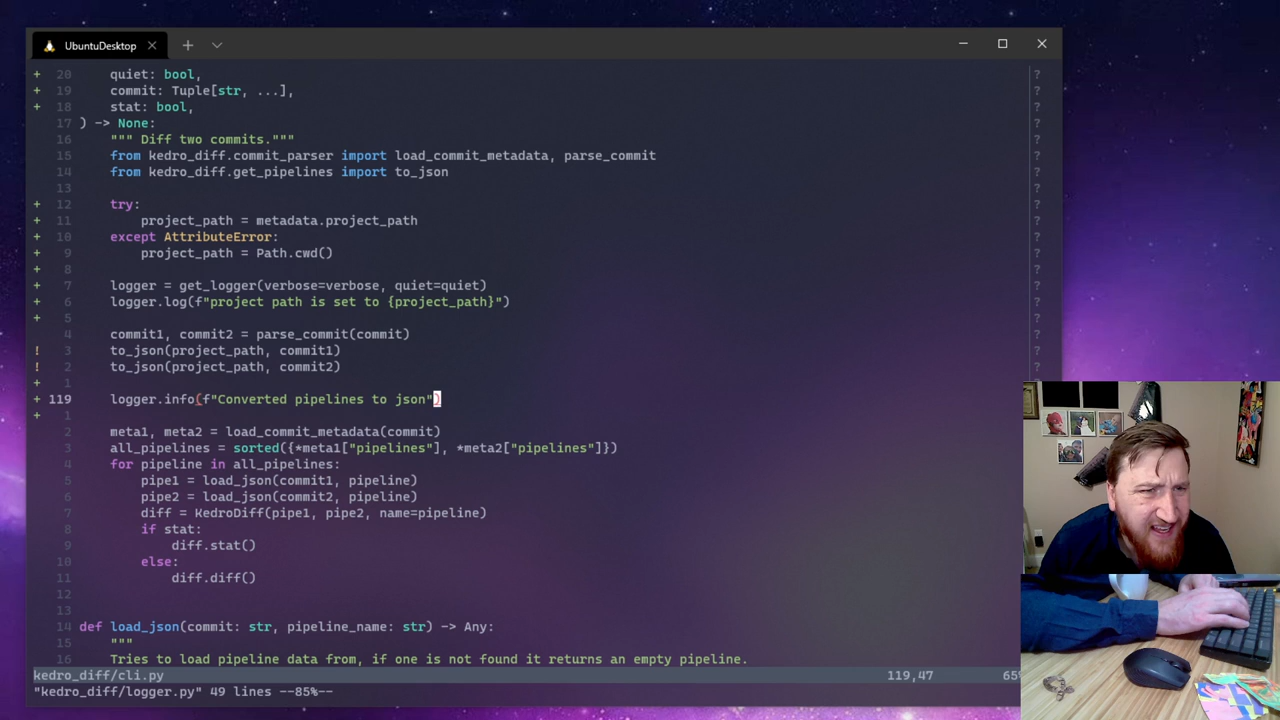 UbuntuDesktop
+ 20 quiet: bool, ?
+ 19 commit: Tuple[str, ...], ?
+ 18 stat: bool, ?
17 ) -> None: ?
16 """ Diff two commits.""" ?
15 from kedro_diff.commit_parser import load_commit_metadata, parse_commit ?
14 from kedro_diff.get_pipelines import to_json ?
13 ?
+ 12 try: ?
+ 11 project_path = metadata.project_path ?
+ 10 except AttributeError: ?
+ 9 project_path = Path.cwd() ?
+ 8 ?
+ 7 logger = get_logger(verbose=verbose, quiet=quiet) ?
+ 6 logger.log(f"project path is set to {project_path}") ?
+ 5 ?
4 commit1, commit2 = parse_commit(commit) ?
! 3 to_json(project_path, commit1) ?
! 2 to_json(project_path, commit2) ?
+ 1
+ 119 logger.info(f"Converted pipelines to json")
+ 1
2 meta1, meta2 = load_commit_metadata(commit)
3 all_pipelines = sorted({*meta1["pipelines"], *meta2["pipelines"]})
4 for pipeline in all_pipelines:
5 pipe1 = load_json(commit1, pipeline)
6 pipe2 = load_json(commit2, pipeline)
7 diff = KedroDiff(pipe1, pipe2, name=pipeline)
8 if stat:
9 diff.stat()
10 else:
11 diff.diff()
12
13
14 def load_json(commit: str, pipeline_name: str) -> Any:
15 """
16 Tries to load pipeline data from, if one is not found it returns an empty pipeline.
kedro_diff/cli.py 119,47 65%
"kedro_diff/logger.py" 49 lines --85%--